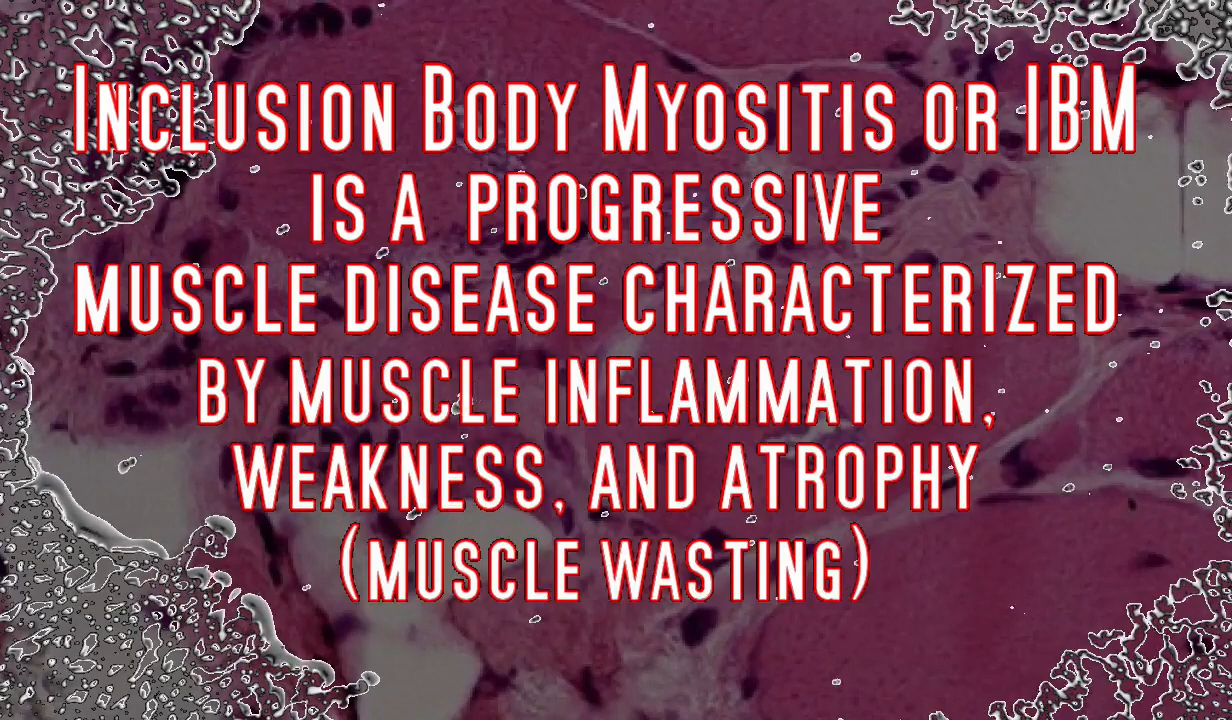 Inclusion Body Myositis or IBM
is a progressive
muscle disease characterized
by muscle inflammation,
weakness, and atrophy
(muscle wasting)